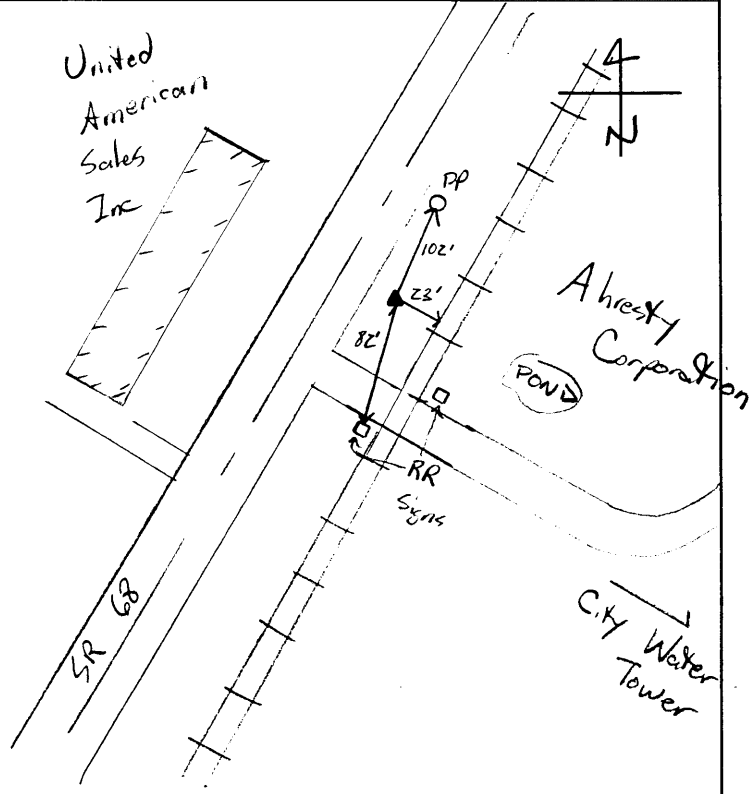 United
American
Sales
Inc
N
PP
102'
23'
82'
Ahresty
Corporation
POND
RR
Signs
SR 68
City Water
Tower